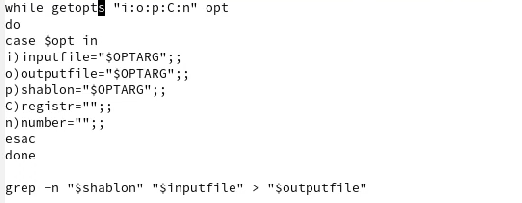 while getopts "i:o:p:C:n" opt
do
case $opt in
i)inputfile="$OPTARG";;
o)outputfile="$OPTARG";;
p)shablon="$OPTARG";;
C)registr="";;
n)number="";;
esac
done
grep -n "$shablon" "$inputfile" > "$outputfile"